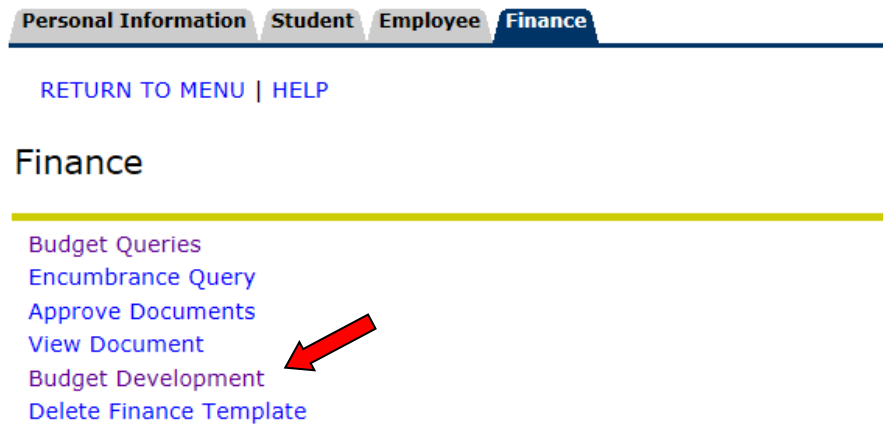 Personal Information Student Employee Finance
RETURN TO MENU | HELP
Finance
Budget Queries
Encumbrance Query
Approve Documents
View Document
Budget Development
Delete Finance Template